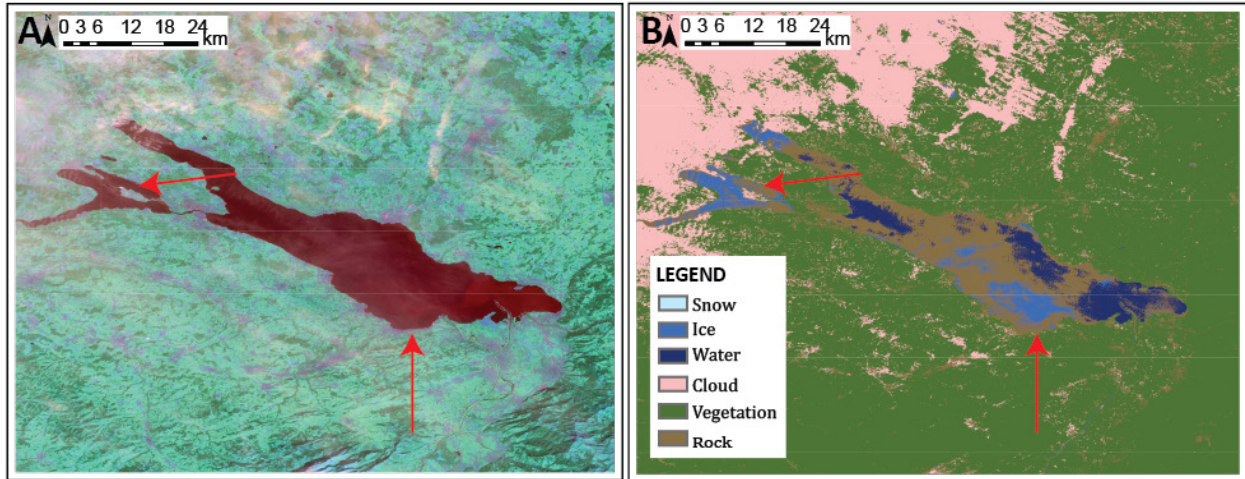 A
N
0 3 6 12 18 24
km
B
N
0 3 6 12 18 24
km
LEGEND
Snow
Ice
Water
Cloud
Vegetation
Rock